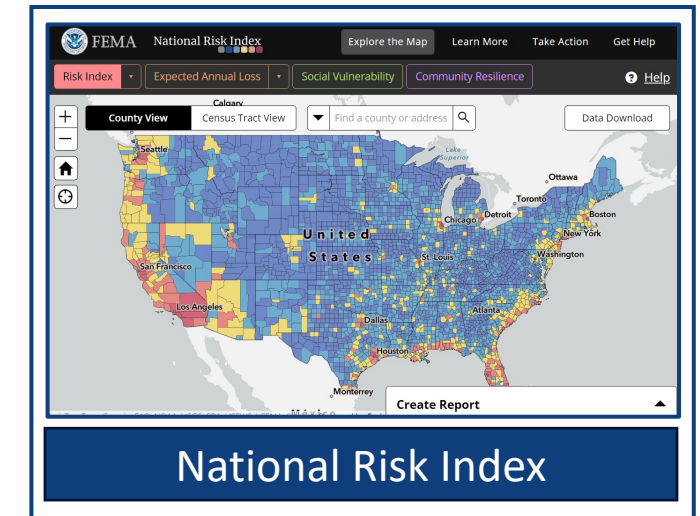 FEMA National Risk Index Explore the Map Learn More Take Action Get Help
Risk Index Expected Annual Loss Social Vulnerability Community Resilience ? Help
Calgary
+ County View Census Tract View Find a county or address Data Download
−
Seattle
Lake
Superior
Ottawa
Toronto
Chicago Detroit Boston
New York
United
States St. Louis Washington
San Francisco
Los Angeles Atlanta
Dallas
Houston
Monterrey
Create Report
México
National Risk Index